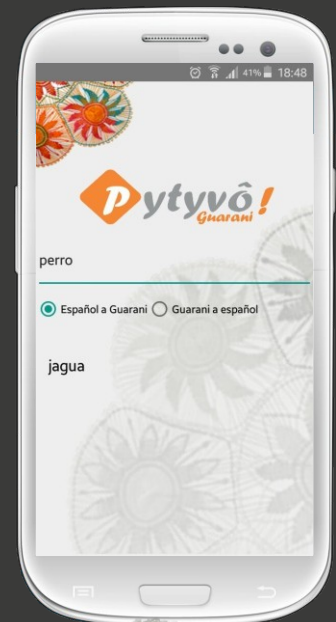 41% 18:48
Pytyvô!
Guarani
perro
Español a Guarani Guarani a español
jagua